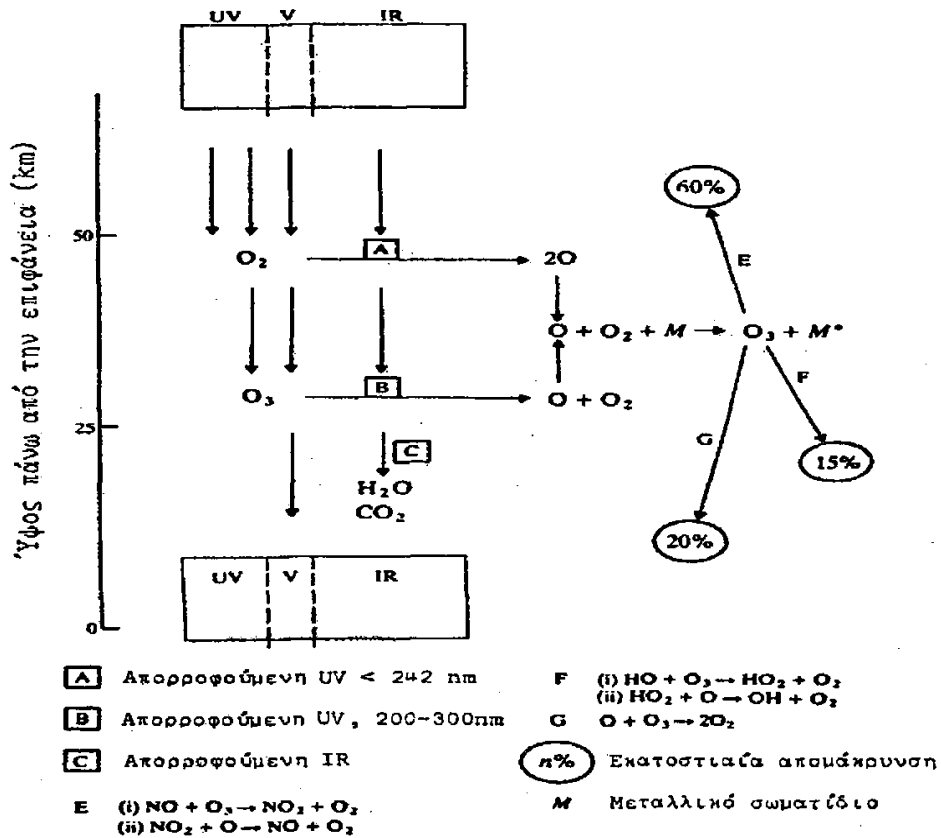 UV V IR
Ύψος πάνω από την επιφάνεια (km)
60%
50
O₂
A
2O
E
O + O₂ + M → O₃ + M*
F
O₃
B
O + O₂
25
C
G
15%
H₂O
CO₂
20%
UV V IR
0
A Απορροφούμενη UV < 242 nm
B Απορροφούμενη UV, 200-300nm
C Απορροφούμενη IR
E (i) NO + O₃ → NO₂ + O₂
(ii) NO₂ + O → NO + O₂
F (i) HO + O₃ → HO₂ + O₂
(ii) HO₂ + O → OH + O₂
G O + O₃ → 2O₂
n% Εκατοστιαία απομάκρυνση
M Μεταλλικό σωματίδιο